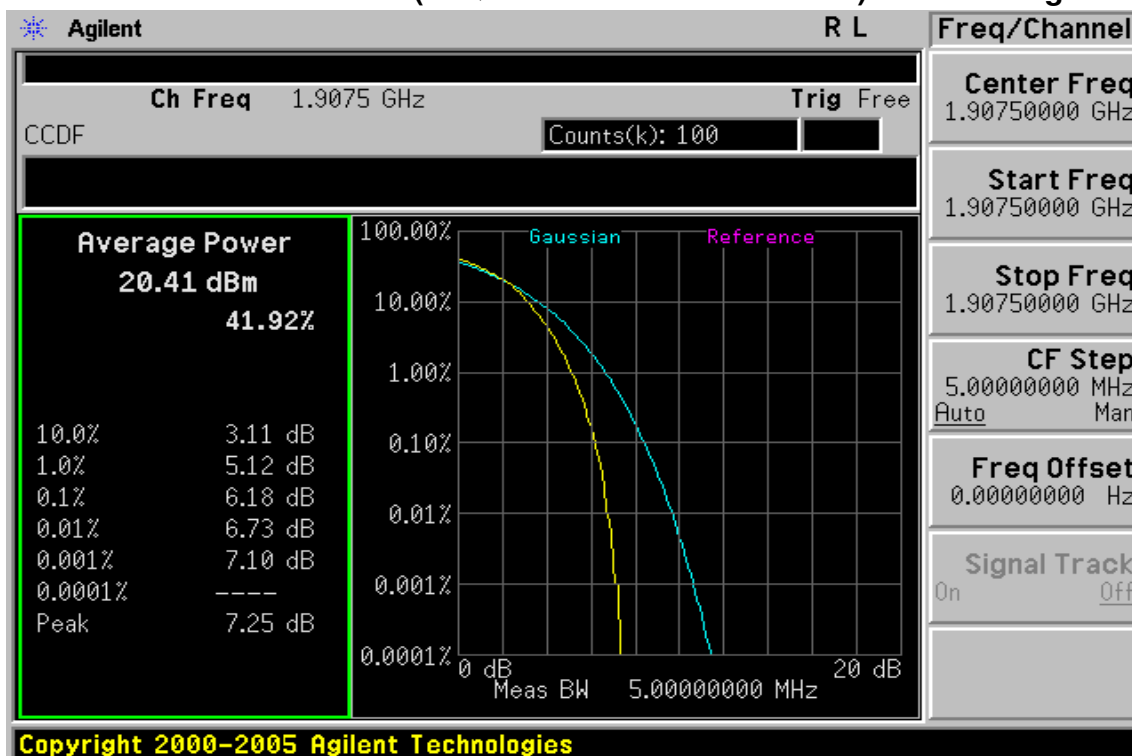 Agilent R L
Ch Freq 1.9075 GHz Trig Free
CCDF Counts(k): 100
Average Power
20.41 dBm
41.92%
10.0% 3.11 dB
1.0% 5.12 dB
0.1% 6.18 dB
0.01% 6.73 dB
0.001% 7.10 dB
0.0001% ----
Peak 7.25 dB
Gaussian Reference
100.00%
10.00%
1.00%
0.10%
0.01%
0.001%
0.0001%
0 dB 20 dB
Meas BW 5.00000000 MHz
Freq/Channel
Center Freq
1.90750000 GHz
Start Freq
1.90750000 GHz
Stop Freq
1.90750000 GHz
CF Step
5.00000000 MHz
Auto Man
Freq Offset
0.00000000 Hz
Signal Track
On Off
Copyright 2000-2005 Agilent Technologies